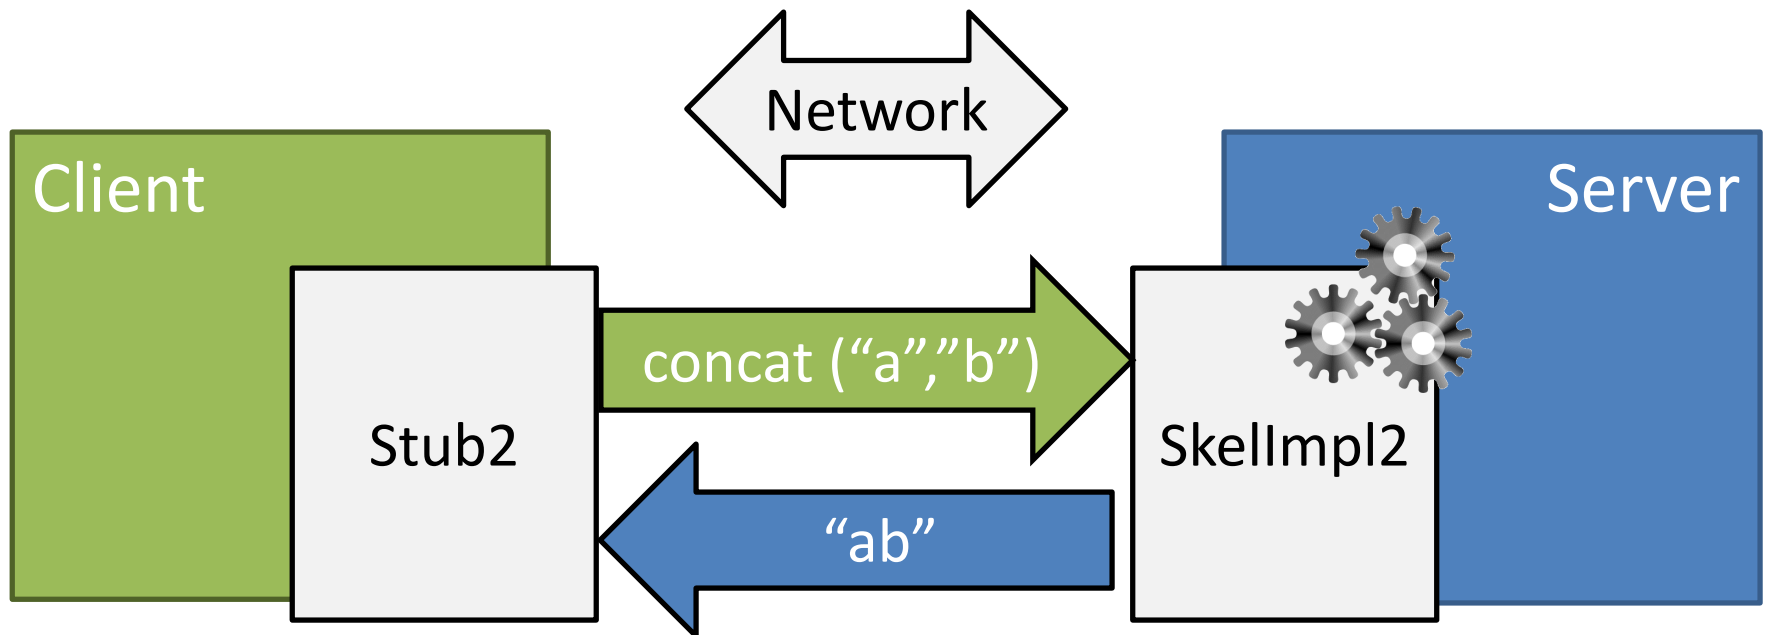 Network
Client
Server
concat (“a”,”b”)
Stub2
SkelImpl2
“ab”